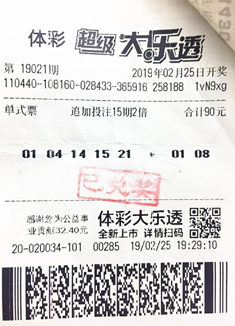 体彩 超级大乐透
第 19021期 2019年02月25日开奖
110440-108160-028433-365916 258188 1vN9xg
单式票 追加投注15期2倍 合计90元
01 04 14 15 21 + 01 08
已兑奖
感谢您为公益事 体彩大乐透
业贡献32.40元 全新上市 详情扫码
20-020034-101 00285 19/02/25 19:29:10